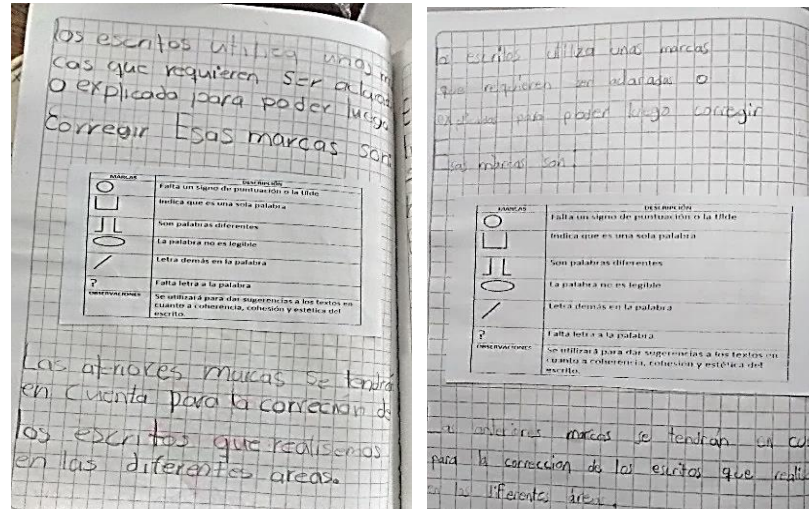 los escritos utiliza unas m
cas que requieren ser aclarad
o explicada para poder luego
corregir Esas marcas son
MARCAS DESCRIPCIÓN
Falta un signo de puntuación o la tilde
Indica que es una sola palabra
Son palabras diferentes
La palabra no es legible
Letra demás en la palabra
? Falta letra a la palabra
OBSERVACIONES Se utilizará para dar sugerencias a los textos en
cuanto a coherencia, cohesión y estética del
escrito.
Las marcas se tendrá
en cuenta para la correcion d
los escritos que realisemos
en las diferentes areas.
escritos utiliza unas marcas
que requieren ser aclaradas o
para poder luego corregir
Esas marcas son:
MARCAS DESCRIPCIÓN
Falta un signo de puntuación o la tilde
Indica que es una sola palabra
Son palabras diferentes
La palabra no es legible
Letra demás en la palabra
? Falta letra a la palabra
OBSERVACIONES Se utilizará para dar sugerencias a los textos en
cuanto a coherencia, cohesión y estética del
escrito.
anteriores marcas se tendrán en cu
para la correccion de los escritos que reali
en las diferentes áreas.